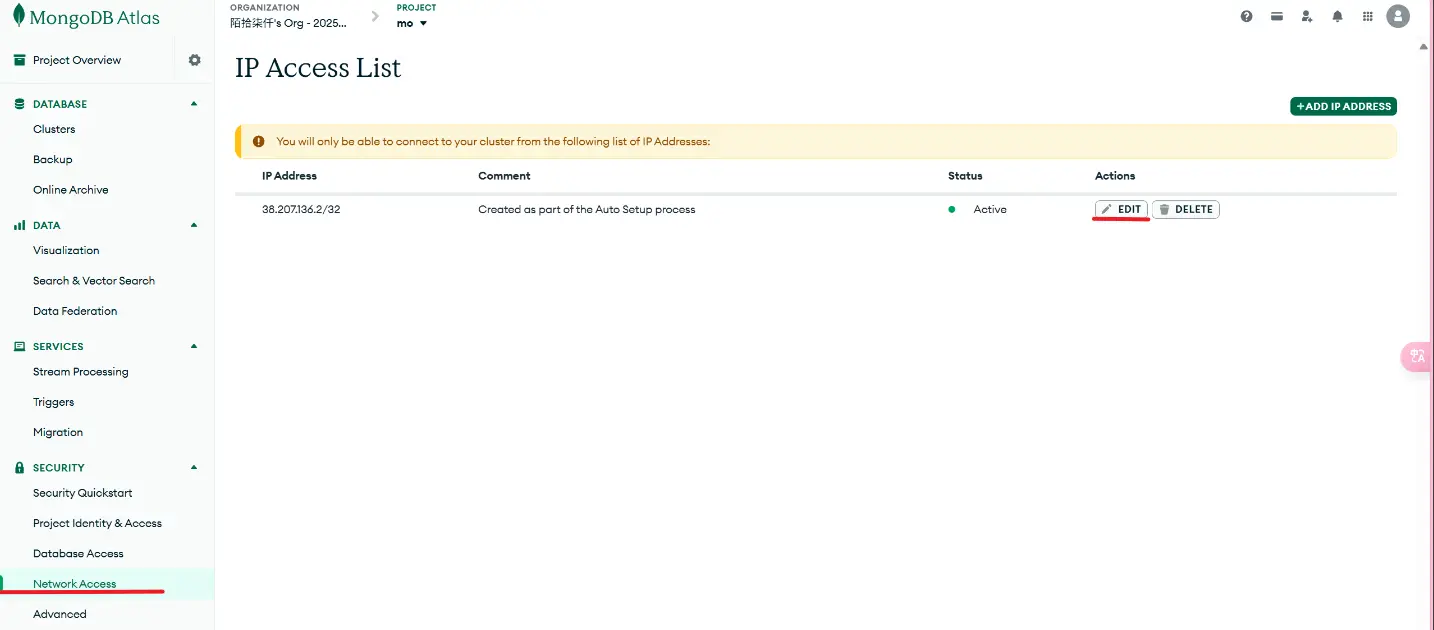 MongoDB Atlas
ORGANIZATION
陌拾柒仟's Org - 2025...
PROJECT
mo
Project Overview
DATABASE
Clusters
Backup
Online Archive
DATA
Visualization
Search & Vector Search
Data Federation
SERVICES
Stream Processing
Triggers
Migration
SECURITY
Security Quickstart
Project Identity & Access
Database Access
Network Access
Advanced
IP Access List
+ADD IP ADDRESS
You will only be able to connect to your cluster from the following list of IP Addresses:
IP Address Comment Status Actions
38.207.136.2/32 Created as part of the Auto Setup process Active EDIT DELETE